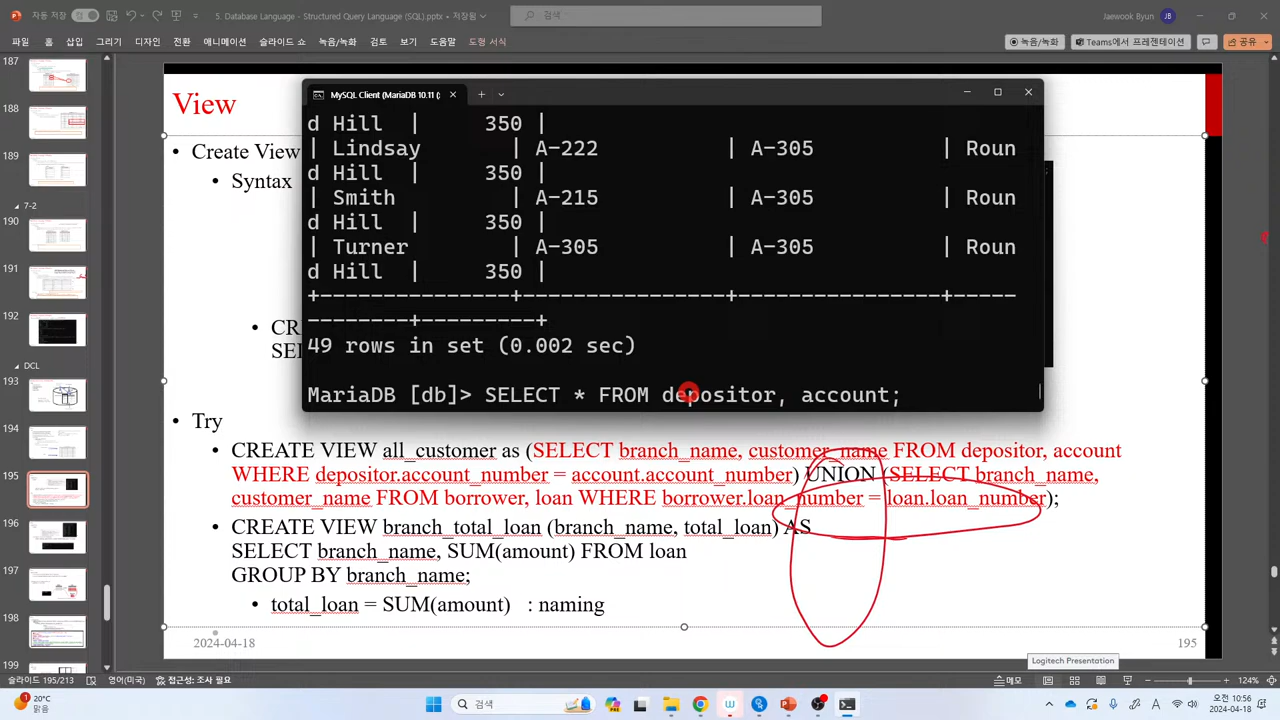 자동 저장
5. Database Language - Structured Query Language (SQL).pptx • 저장됨
검색
Jaewook Byun
JB
파일
홈
삽입
그리기
디자인
전환
애니메이션
슬라이드 쇼
녹음/녹화
검토
보기
도움말
도형 서식
녹음/녹화
Teams에서 프레젠테이션
공유
187
188
189
7-2
190
191
192
DCL
193
194
195
196
197
198
199
View
• Create View
• Syntax
• CR
SEL
MySQL Client (MariaDB 10.11 (
d Hill | 350 |
| Lindsay | A-222 | A-305 | Roun
d Hill | 350 |
| Smith | A-215 | A-305 | Roun
d Hill | 350 |
| Turner | A-305 | A-305 | Roun
d Hill | 350 |
+---------------+----------------+----------------+-----
--------+---------+
49 rows in set (0.002 sec)
MariaDB [db]> SELECT * FROM depositor, account;
• Try
• CREATE VIEW all_customer as (SELECT branch_name, customer_name FROM depositor, account
WHERE depositor.account_number = account.account_number) UNION (SELECT branch_name,
customer_name FROM borrower, loan WHERE borrower.loan_number = loan.loan_number);
• CREATE VIEW branch_total_loan (branch_name, total_loan) AS
SELECT branch_name, SUM(amount) FROM loan
GROUP BY branch_name;
• total_loan = SUM(amount) : naming
2024-04-18
195
Logitech Presentation
슬라이드 195/213
영어(미국)
접근성: 조사 필요
메모
124%
1
20°C
맑음
검색
오전 10:56
2024-04-18